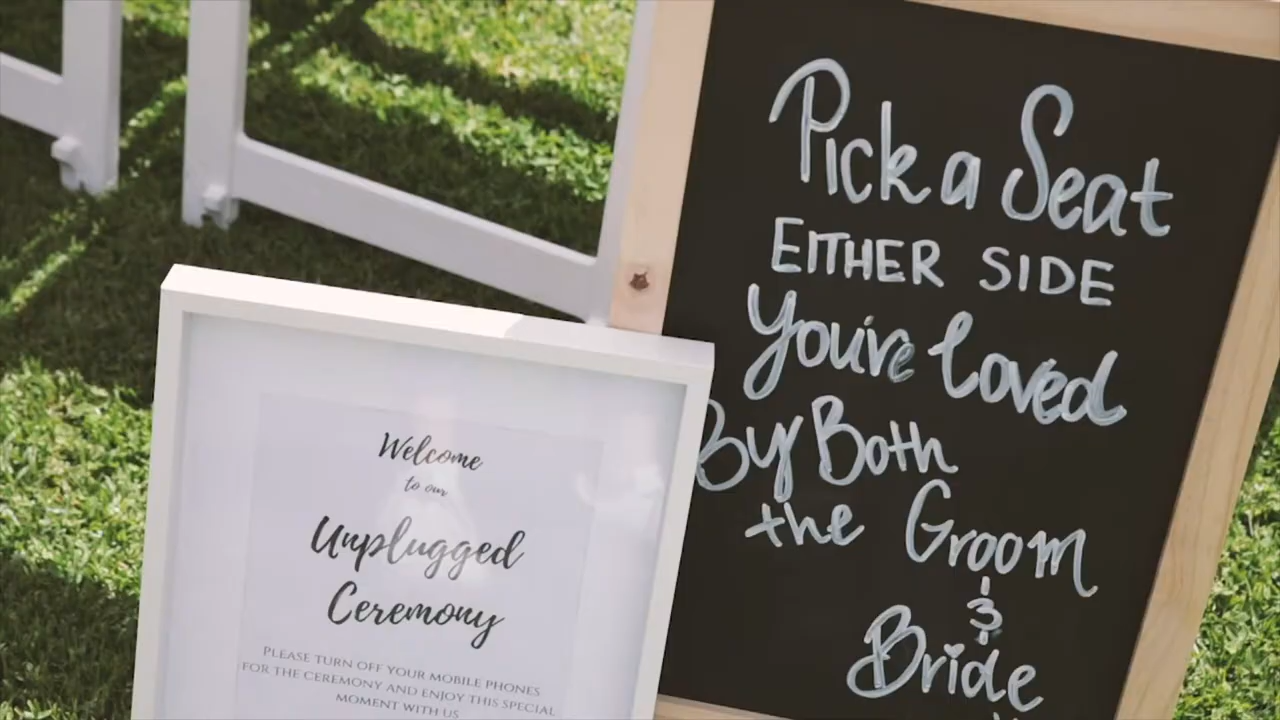 Pick a Seat
EITHER SIDE
You're loved
By Both
the Groom
&
Bride
Welcome
to our
Unplugged
Ceremony
PLEASE TURN OFF YOUR MOBILE PHONES
FOR THE CEREMONY AND ENJOY THIS SPECIAL
MOMENT WITH US